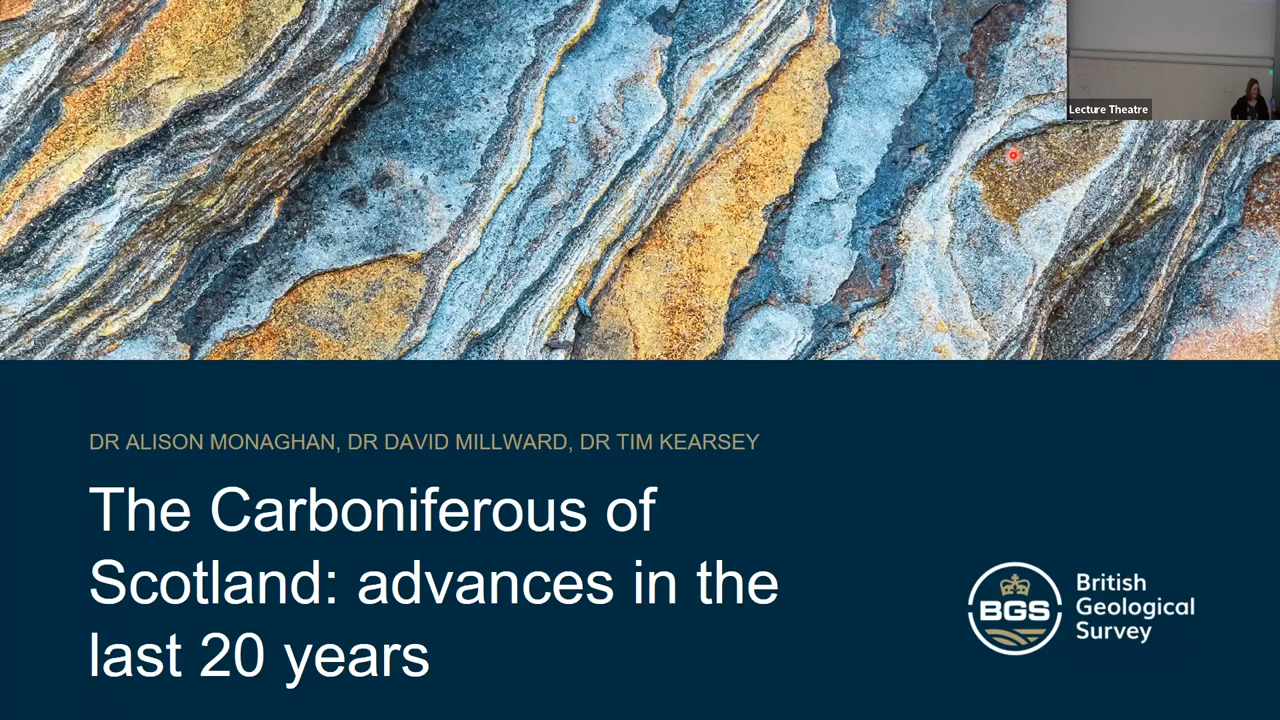 Lecture Theatre
DR ALISON MONAGHAN, DR DAVID MILLWARD, DR TIM KEARSEY
The Carboniferous of
Scotland: advances in the
last 20 years
BGS
British
Geological
Survey